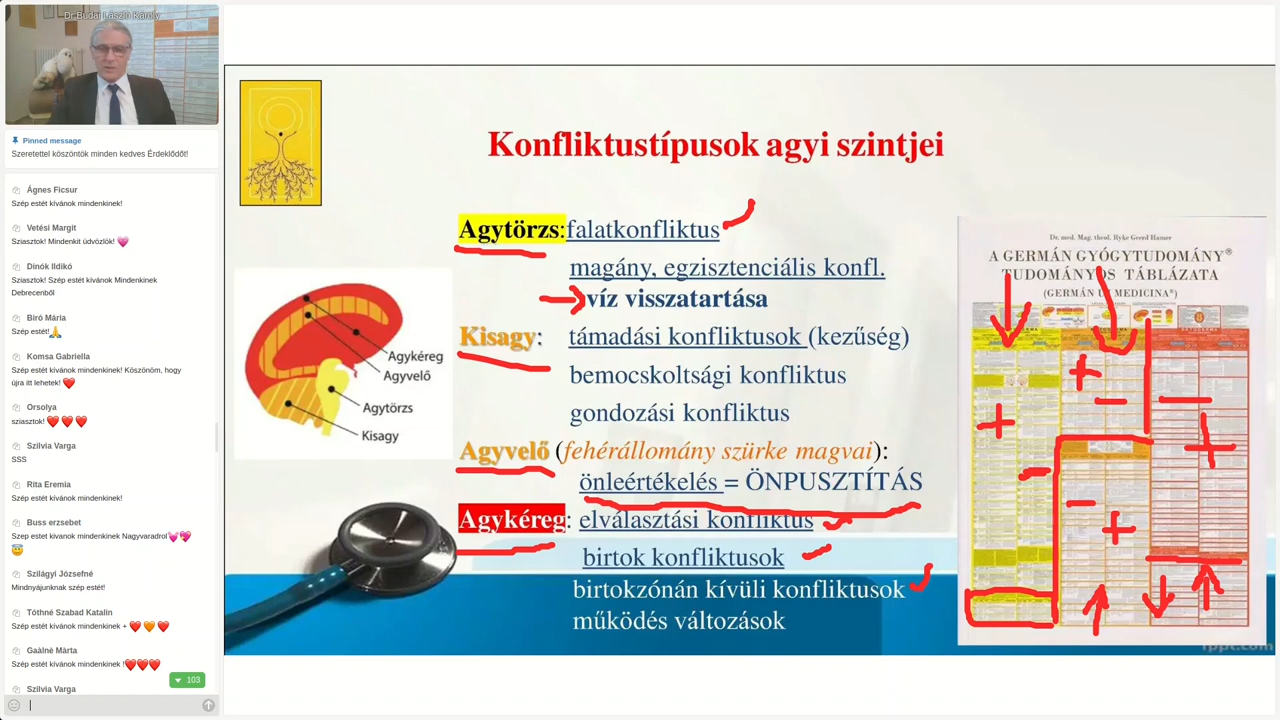 Dr Budai László Károly
Pinned message
Szeretettel köszöntök minden kedves Érdeklődőt!
Ágnes Ficsur
Szép estét kívánok mindenkinek!
Vetési Margit
Sziasztok! Mindenkit üdvözlök!
Dinók Ildikó
Sziasztok! Szép estét kívánok Mindenkinek
Debrecenből
Biró Mária
Szép estét!
Komsa Gabriella
Szép estét kívánok mindenkinek! Köszönöm, hogy
újra itt lehetek!
Orsolya
sziasztok!
Szilvia Varga
SSS
Rita Eremia
Szép estét kívánok mindenkinek!
Buss erzsebet
Szep estet kivanok mindenkinek Nagyvaradrol
Szilágyi Józsefné
Mindnyájunknak szép estét!
Tóthné Szabad Katalin
Szép estét kívánok mindenkinek +
Gaàlnè Màrta
Szép estét kívánok mindenkinek !
103
Szilvia Varga
Konfliktustípusok agyi szintjei
Agytörzs:falatkonfliktus
magány, egzisztenciális konfl.
víz visszatartása
Kisagy: támadási konfliktusok (kezűség)
bemocskoltsági konfliktus
gondozási konfliktus
Agyvelő (fehérállomány szürke magvai):
önleértékelés = ÖNPUSZTÍTÁS
Agykéreg: elválasztási konfliktus
birtok konfliktusok
birtokzónán kívüli konfliktusok
működés változások
Agykéreg
Agyvelő
Agytörzs
Kisagy
Dr. med. Mag. theol. Ryke Geerd Hamer
A GERMÁN GYÓGYTUDOMÁNY®
TUDOMÁNYOS TÁBLÁZATA
(GERMÁN ÚJ MEDICINA®)
fppt.com